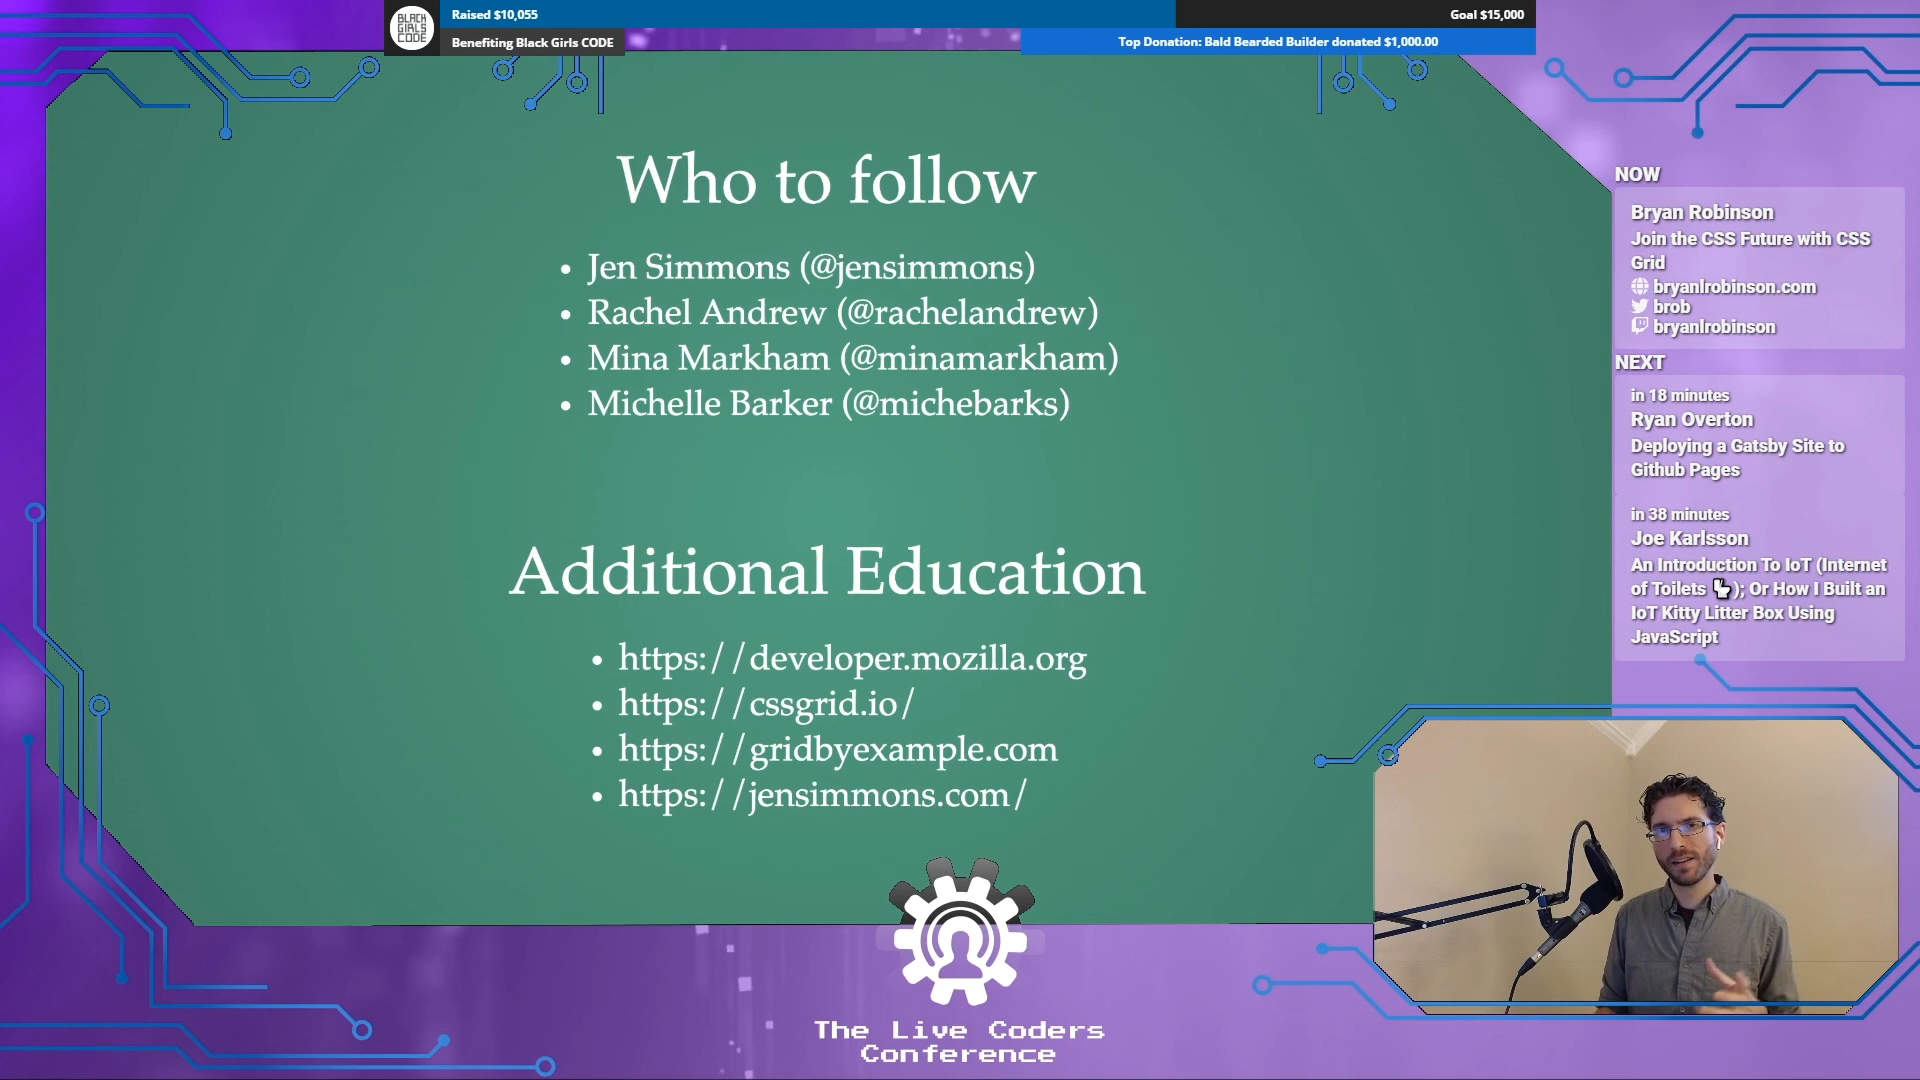 BLACK
GIRLS
CODE
Raised $10,055
Goal $15,000
Benefiting Black Girls CODE
Top Donation: Bald Bearded Builder donated $1,000.00
Who to follow
• Jen Simmons (@jensimmons)
• Rachel Andrew (@rachelandrew)
• Mina Markham (@minamarkham)
• Michelle Barker (@michebarks)
Additional Education
• https://developer.mozilla.org
• https://cssgrid.io/
• https://gridbyexample.com
• https://jensimmons.com/
NOW
Bryan Robinson
Join the CSS Future with CSS
Grid
bryanlrobinson.com
brob
bryanlrobinson
NEXT
in 18 minutes
Ryan Overton
Deploying a Gatsby Site to
Github Pages
in 38 minutes
Joe Karlsson
An Introduction To IoT (Internet
of Toilets 🚽); Or How I Built an
IoT Kitty Litter Box Using
JavaScript
The Live Coders
Conference